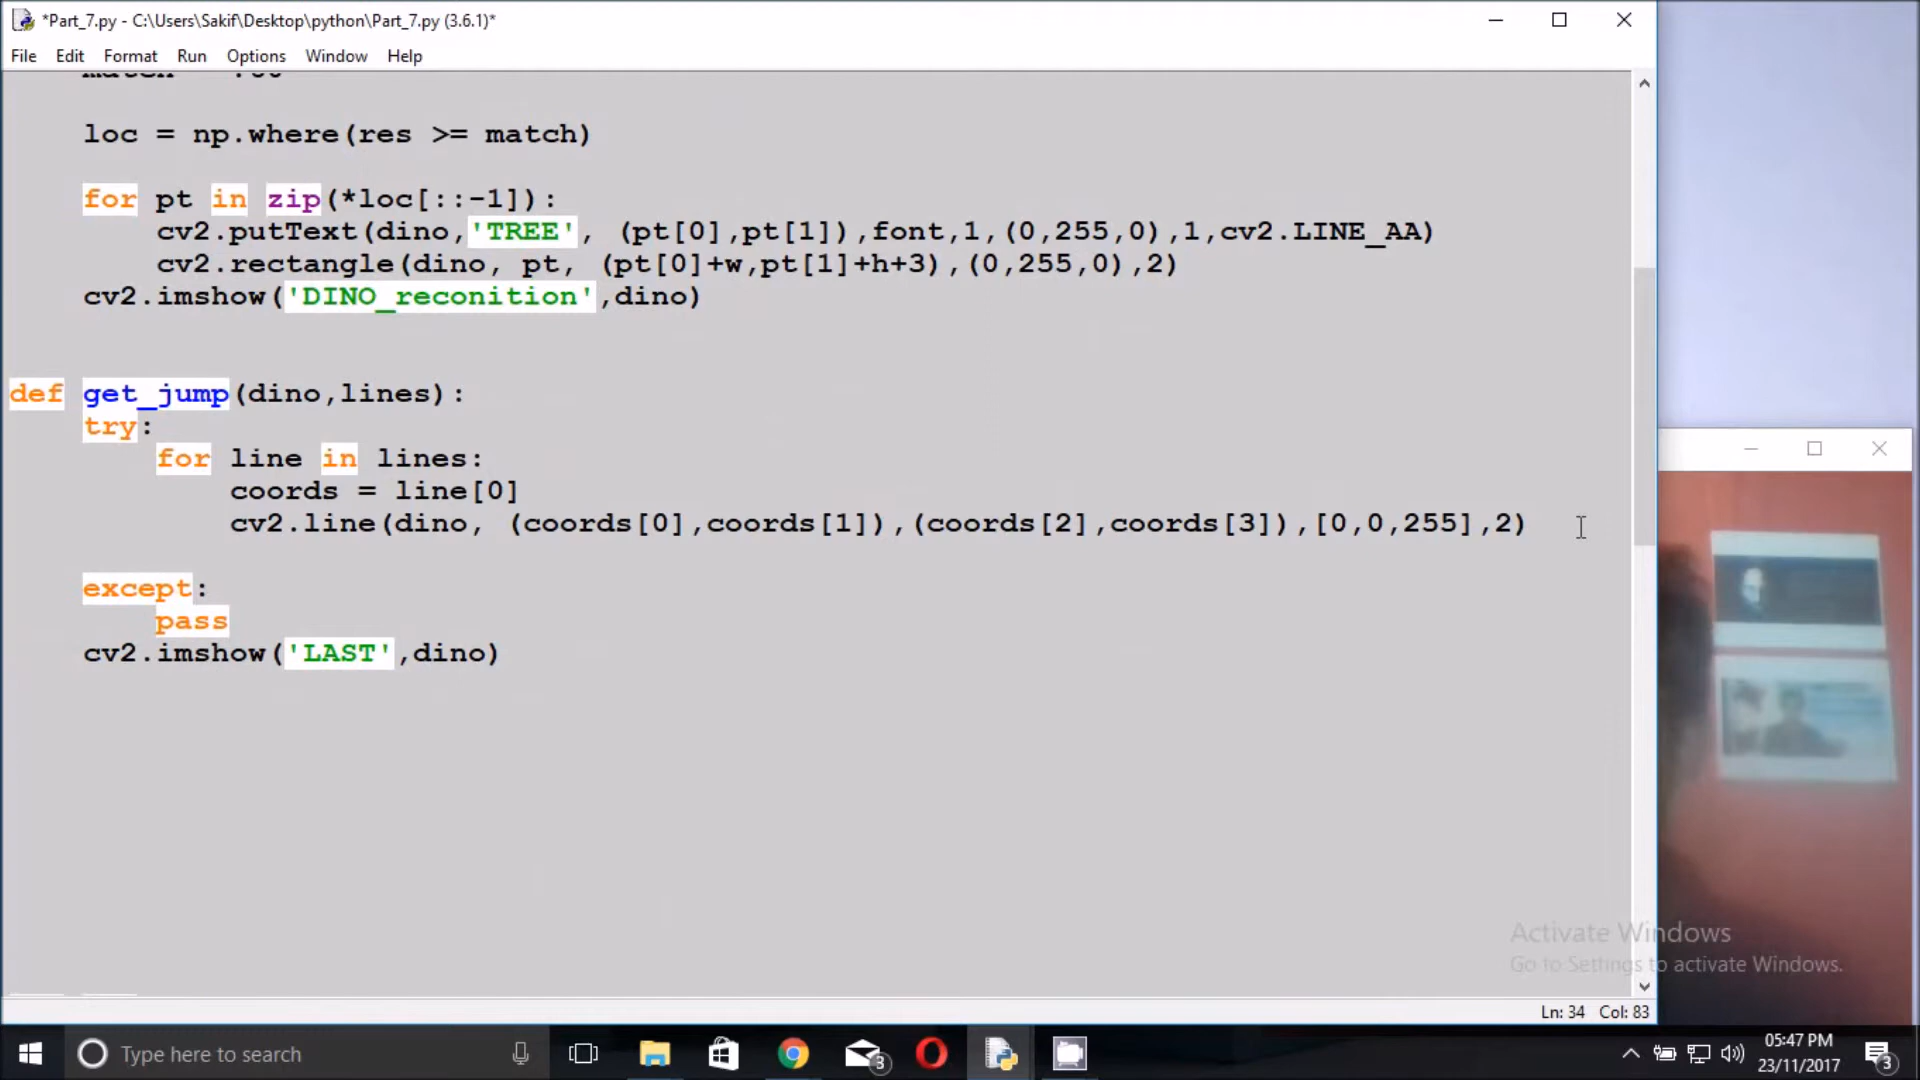 *Part_7.py - C:\Users\Sakif\Desktop\python\Part_7.py (3.6.1)*
File Edit Format Run Options Window Help
loc = np.where(res >= match)
for pt in zip(*loc[::-1]):
cv2.putText(dino,'TREE', (pt[0],pt[1]),font,1,(0,255,0),1,cv2.LINE_AA)
cv2.rectangle(dino, pt, (pt[0]+w,pt[1]+h+3),(0,255,0),2)
cv2.imshow('DINO_reconition',dino)
def get_jump(dino,lines):
try:
for line in lines:
coords = line[0]
cv2.line(dino, (coords[0],coords[1]),(coords[2],coords[3]),[0,0,255],2)
except:
pass
cv2.imshow('LAST',dino)
Activate Windows
Go to Settings to activate Windows.
Ln: 34 Col: 83
Type here to search
3
05:47 PM
23/11/2017
3